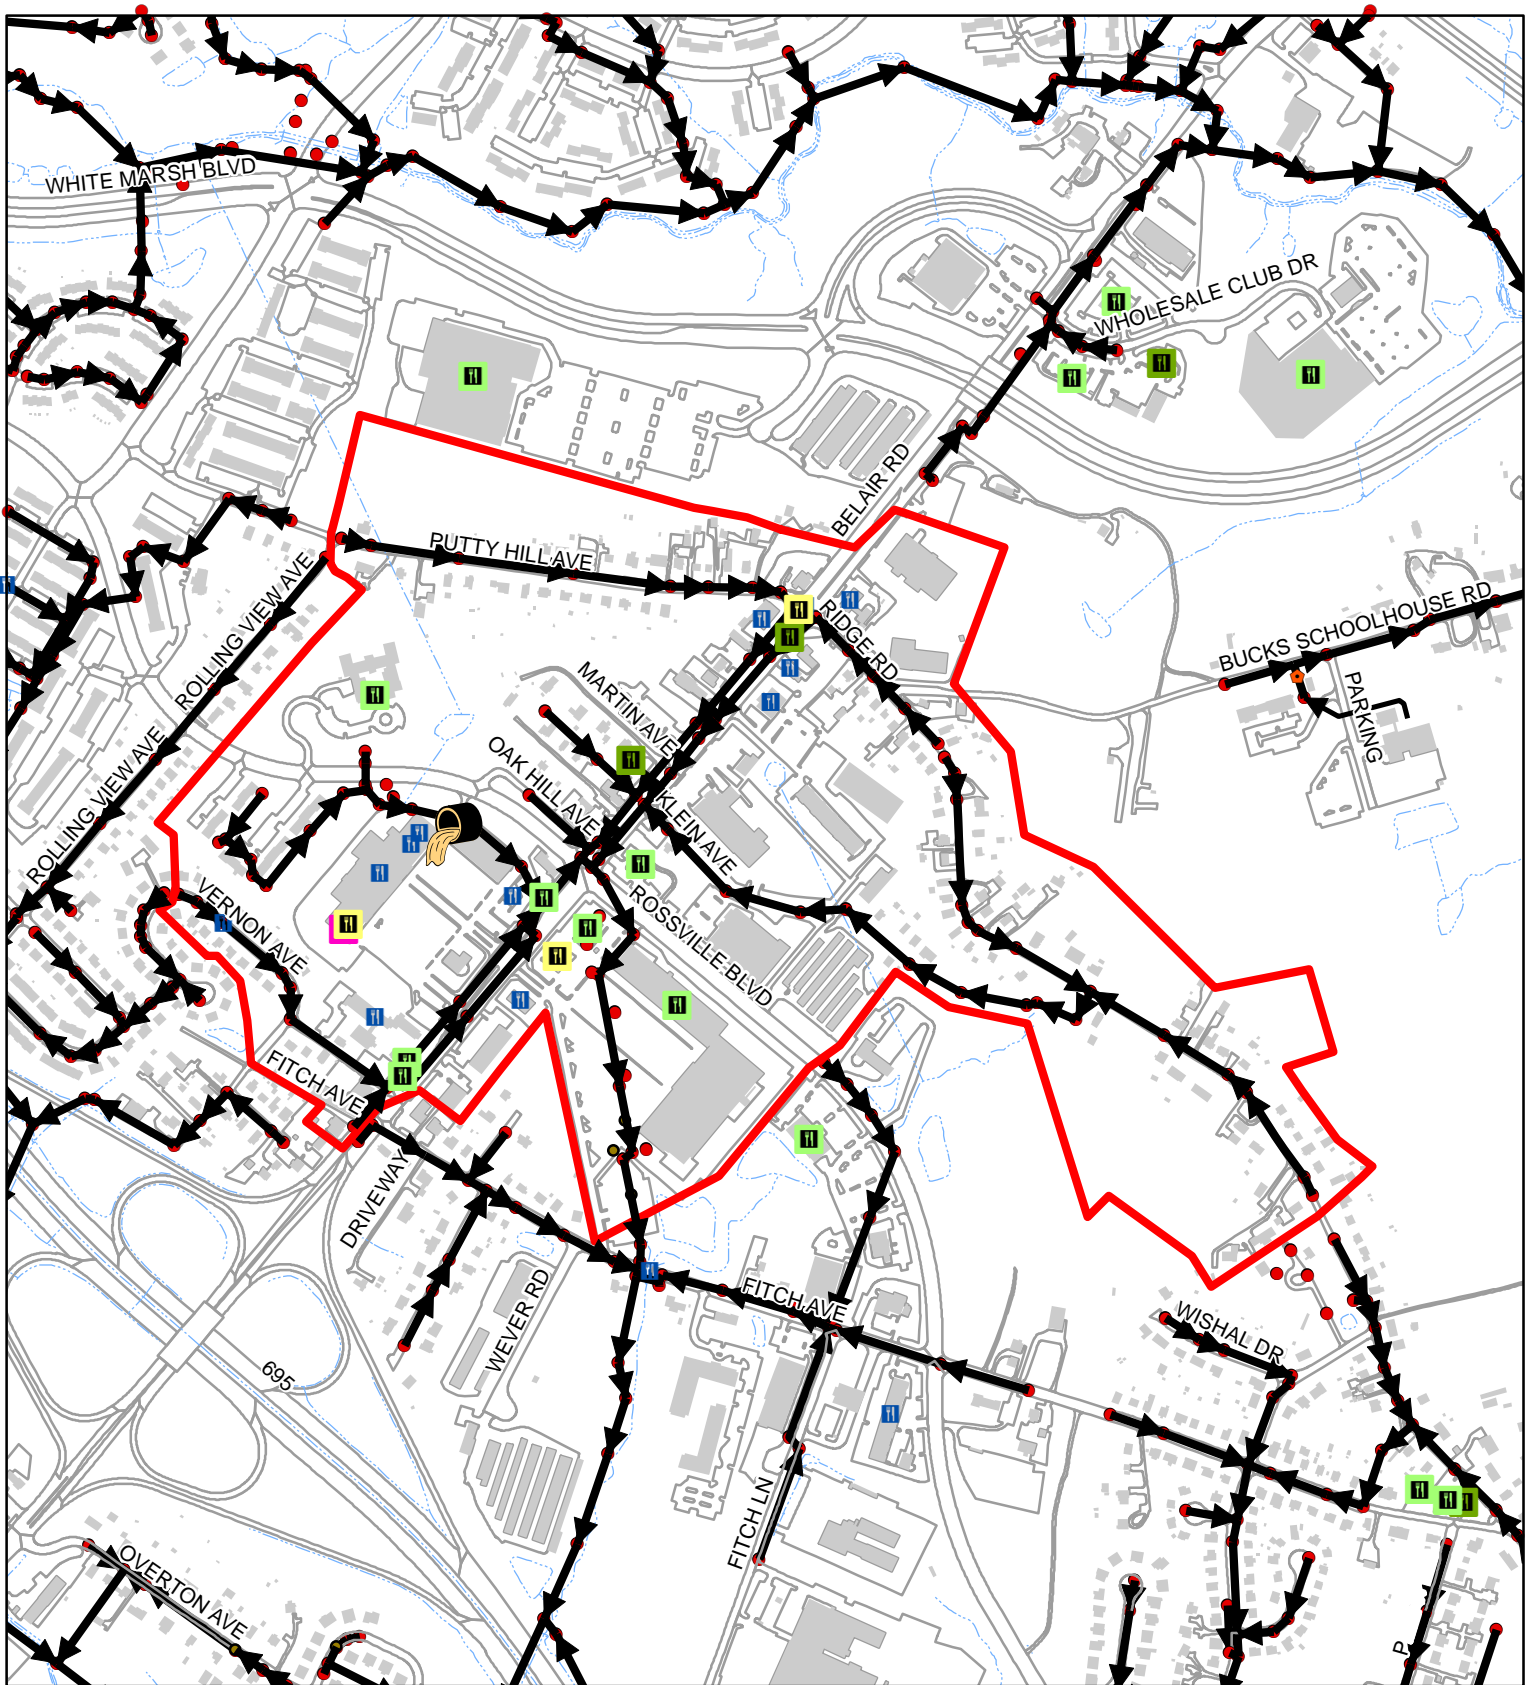 WHITE MARSH BLVD
WHOLESALE CLUB DR
BELAIR RD
PUTTY HILL AVE
ROLLING VIEW AVE
RIDGE RD
BUCKS SCHOOLHOUSE RD
MARTIN AVE
PARKING
OAK HILL AVE
ROLLING VIEW AVE
KLEIN AVE
VERNON AVE
ROSSVILLE BLVD
FITCH AVE
DRIVEWAY
FITCH AVE
WEVER RD
WISHAL DR
695
FITCH LN
OVERTON AVE
P